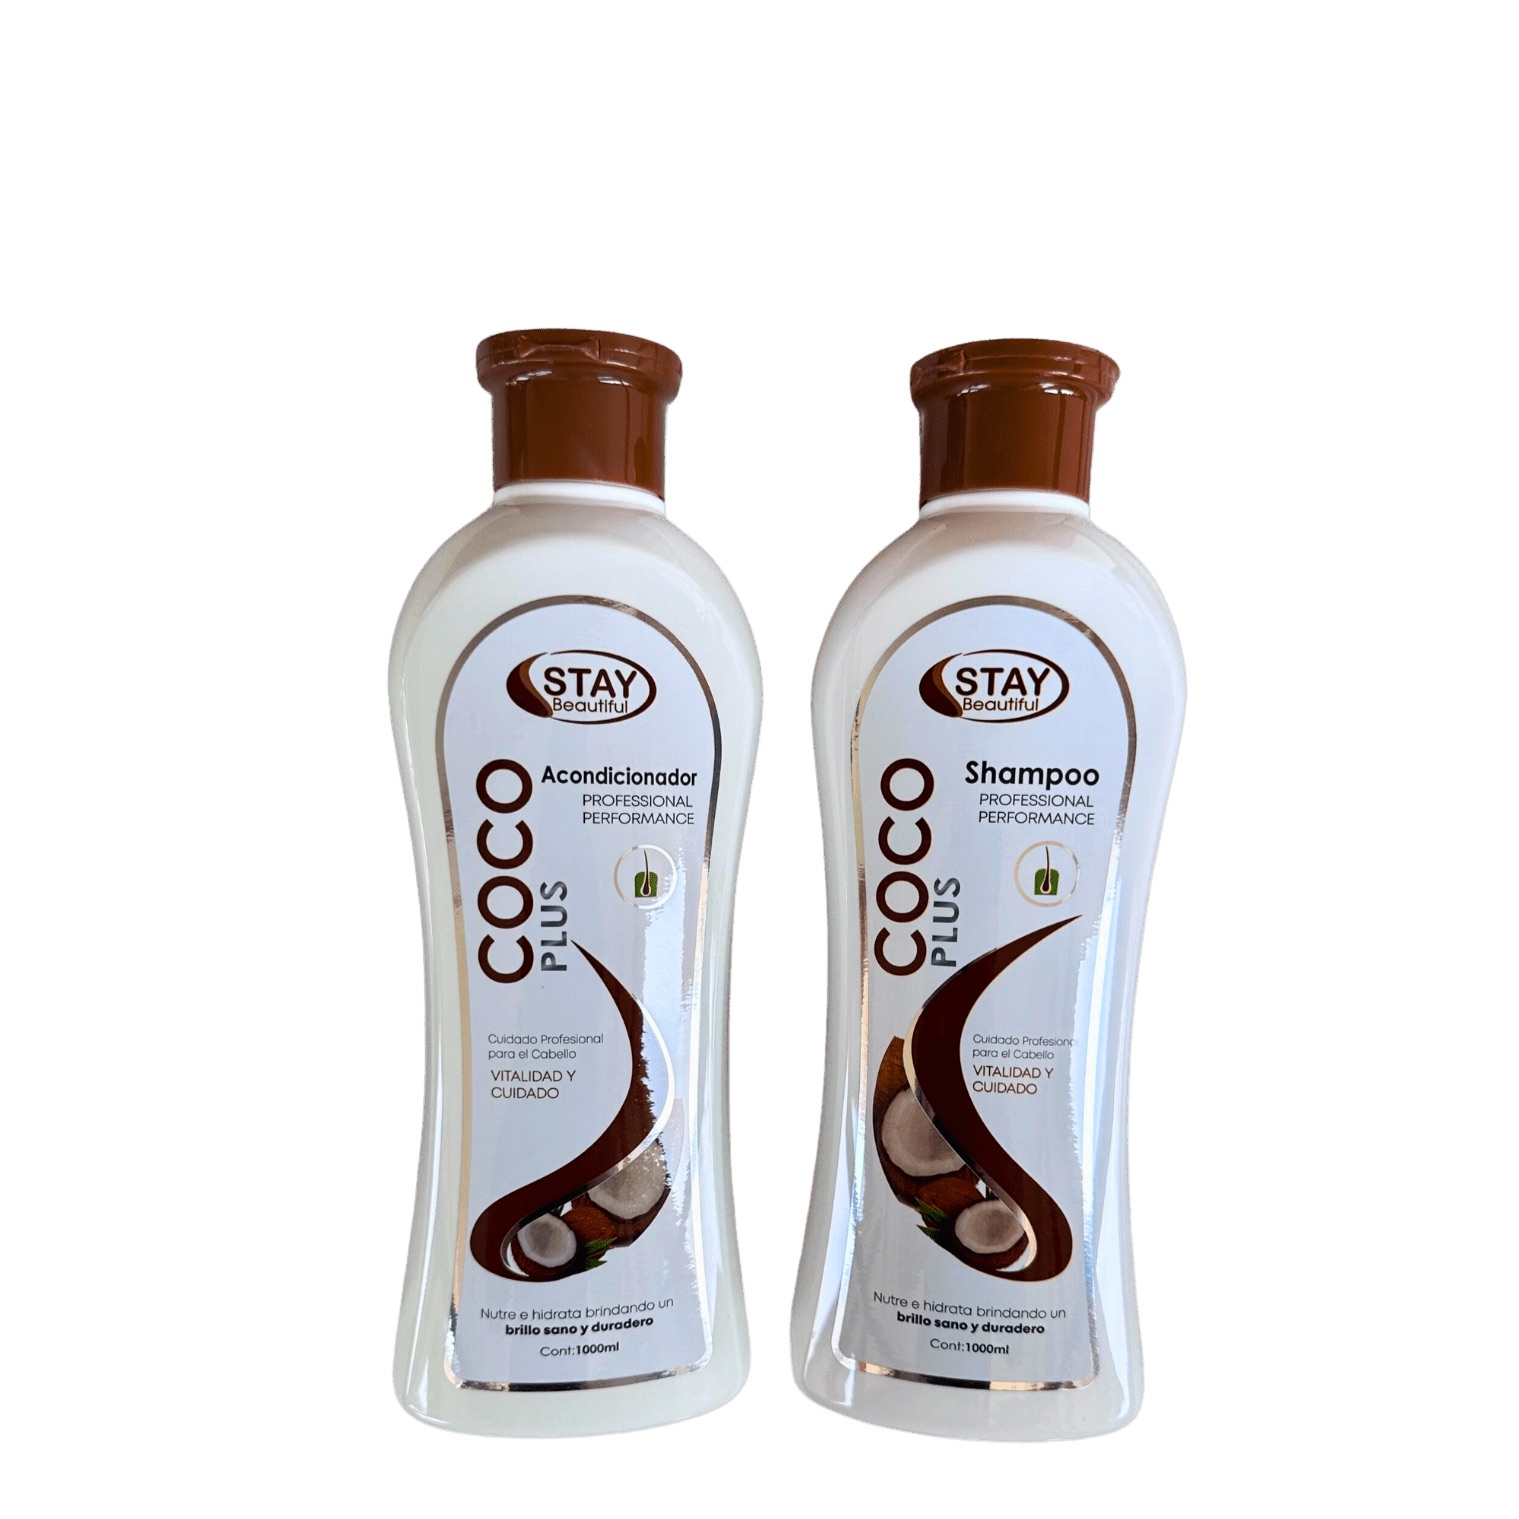 STAY
Beautiful
COCO
PLUS
Acondicionador
PROFESSIONAL
PERFORMANCE
Cuidado Profesional
para el Cabello
VITALIDAD Y
CUIDADO
Nutre e hidrata brindando un
brillo sano y duradero
Cont:1000ml
STAY
Beautiful
COCO
PLUS
Shampoo
PROFESSIONAL
PERFORMANCE
Cuidado Profesional
para el Cabello
VITALIDAD Y
CUIDADO
Nutre e hidrata brindando un
brillo sano y duradero
Cont:1000ml